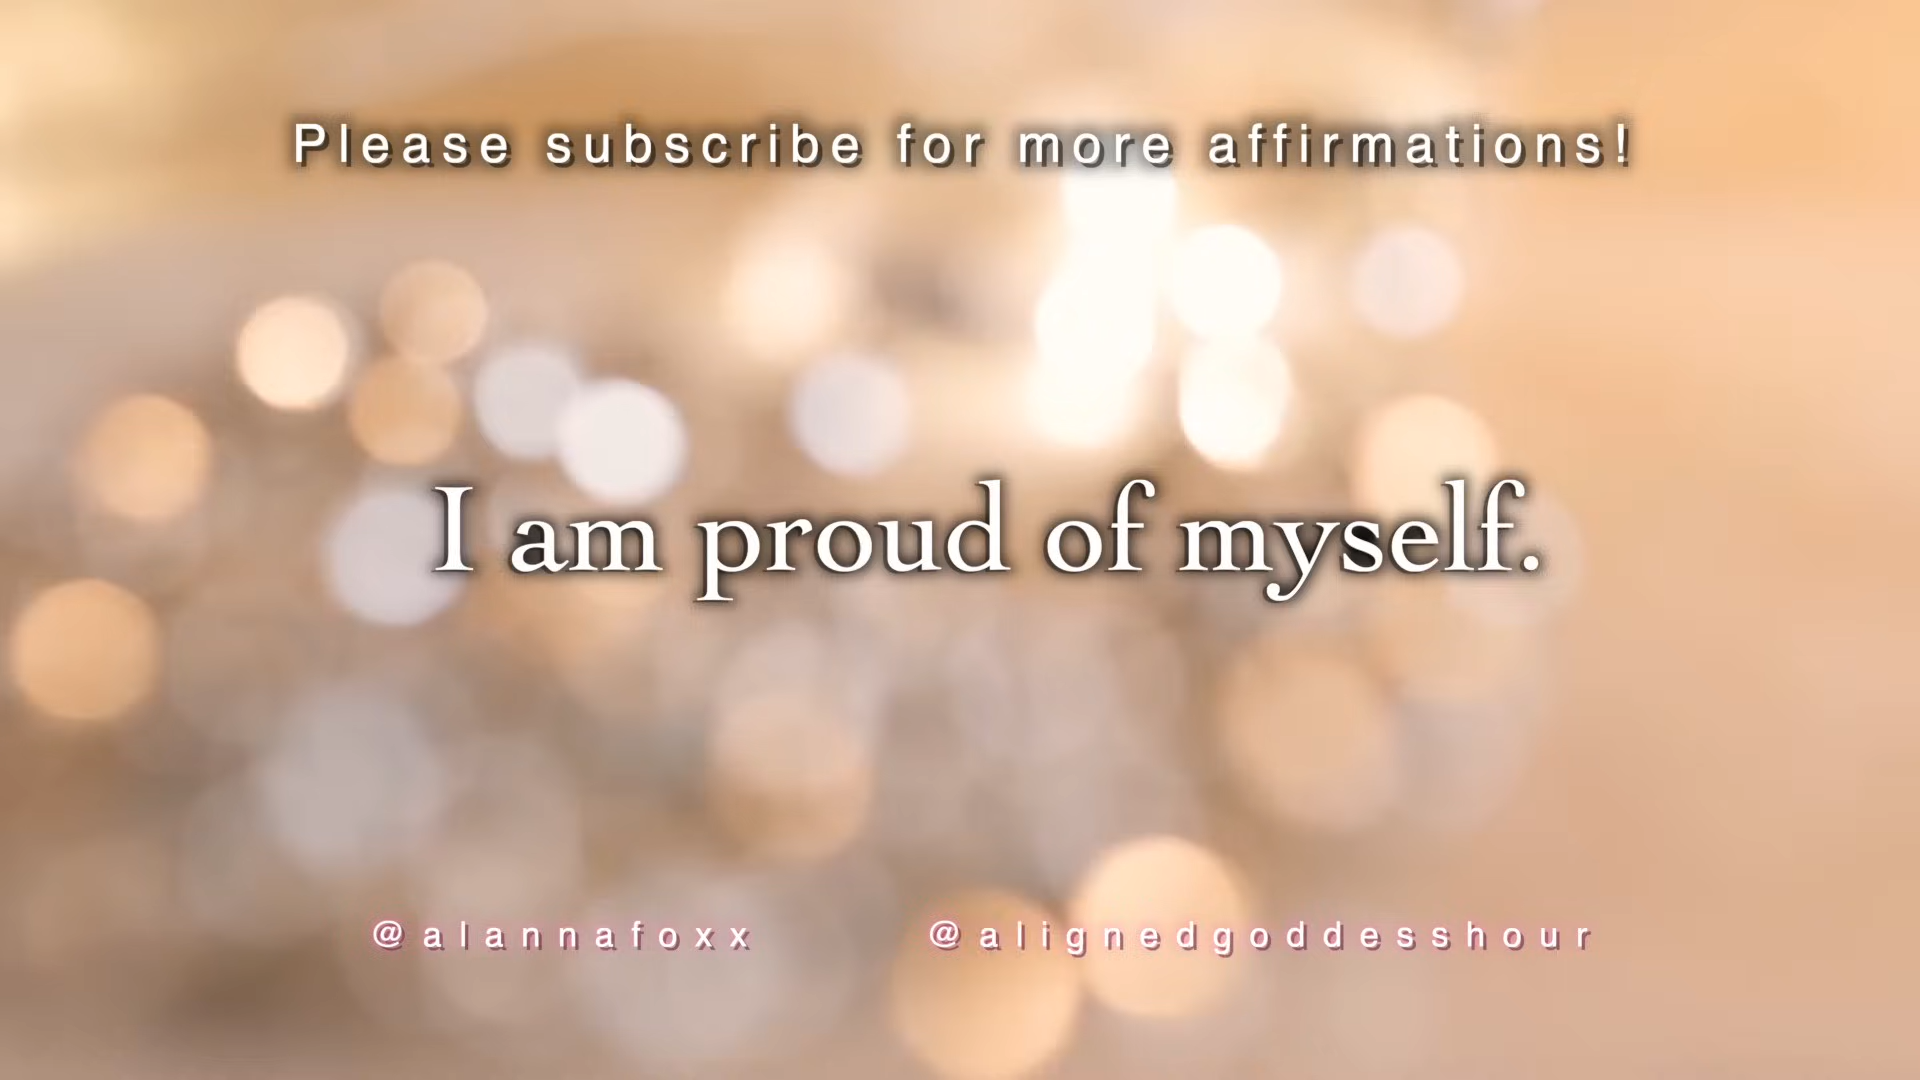 Please subscribe for more affirmations!
I am proud of myself.
@alannafoxx @alignedgoddesshour